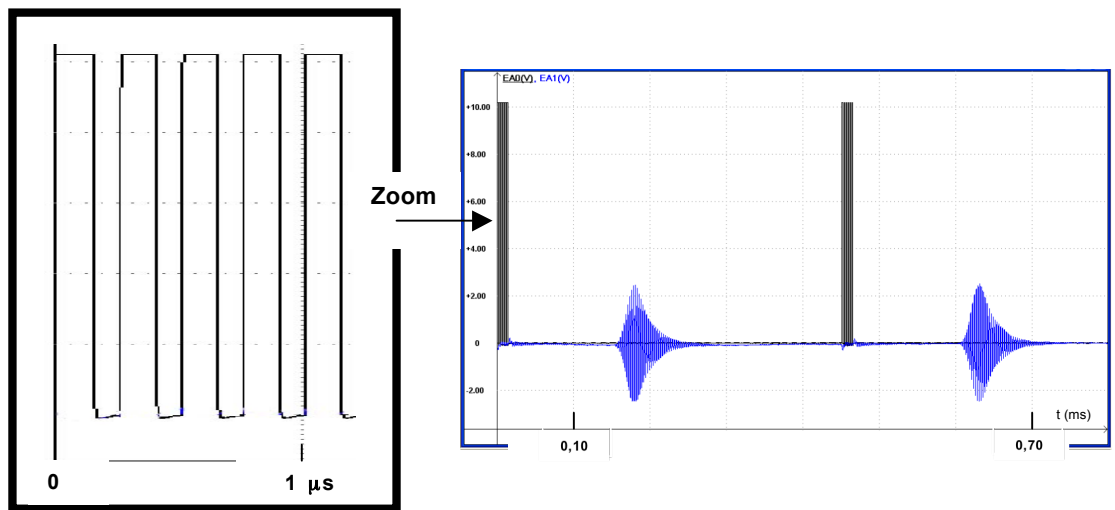 0
1 μs
Zoom
EA0(V), EA1(V)
+10.00
+8.00
+6.00
+4.00
+2.00
0
-2.00
t (ms)
0,10
0,70